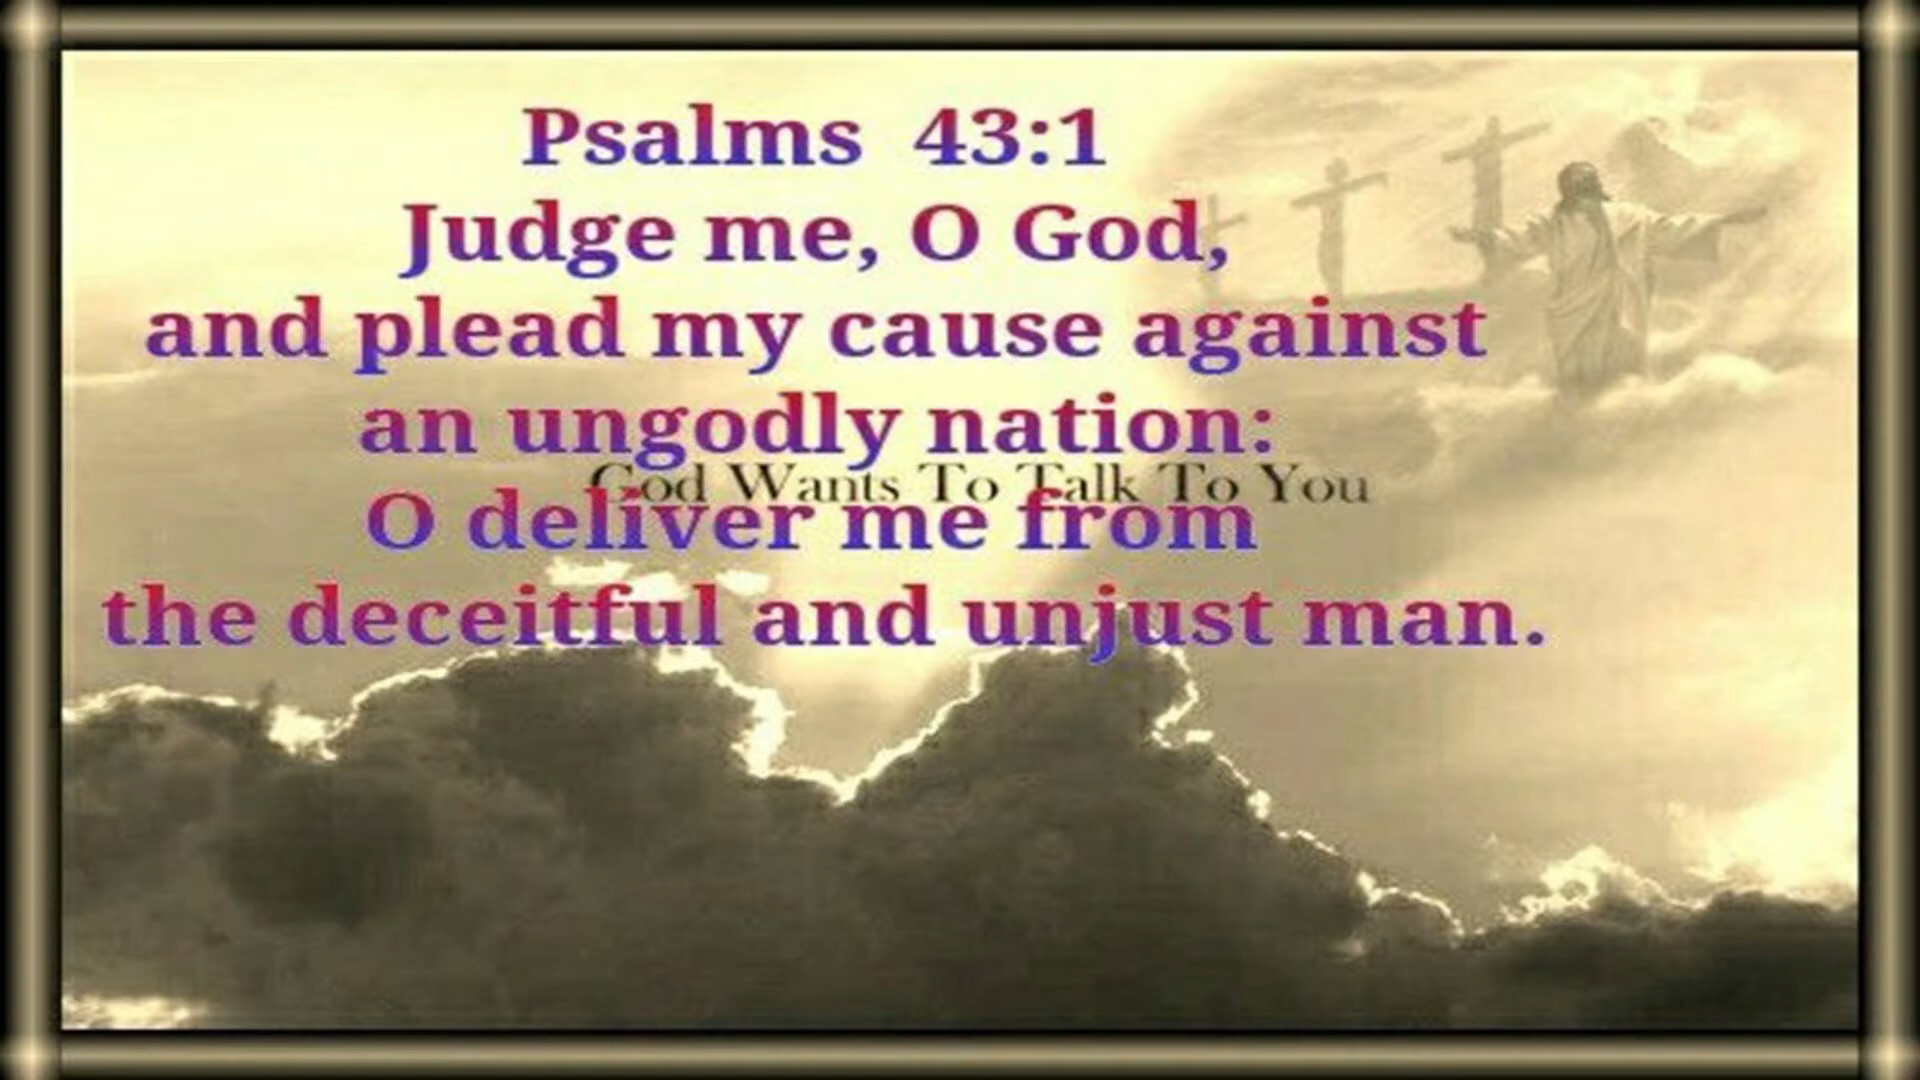 Psalms 43:1
Judge me, O God,
and plead my cause against
an ungodly nation:
God Wants To Talk To You
O deliver me from
the deceitful and unjust man.